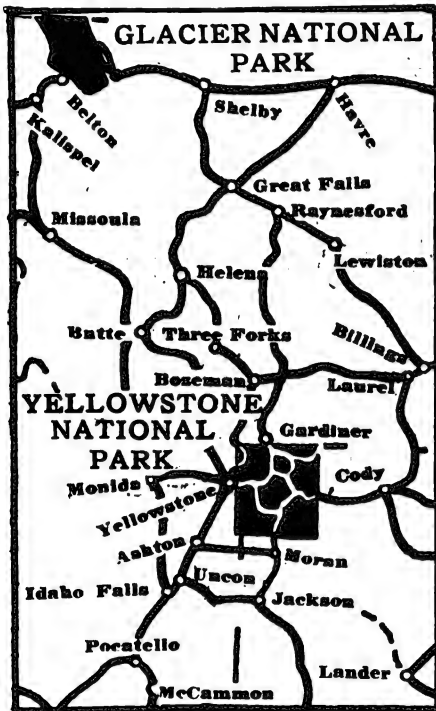 GLACIER NATIONAL
PARK
Belton
Kalispel
Shelby
Havre
Great Falls
Raynesford
Missoula
Lewiston
Helena
Butte
Three Forks
Billings
Boseman
Laurel
YELLOWSTONE
NATIONAL
PARK
Gardiner
Monida
Yellowstone
Cody
Ashton
Moran
Uncon
Idaho Falls
Jackson
Pocatello
Lander
McCammon